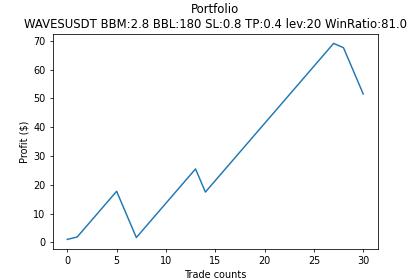 Portfolio
WAVESUSDT BBM:2.8 BBL:180 SL:0.8 TP:0.4 lev:20 WinRatio:81.0
70
60
50
40
30
20
10
0
Profit ($)
0 5 10 15 20 25 30
Trade counts